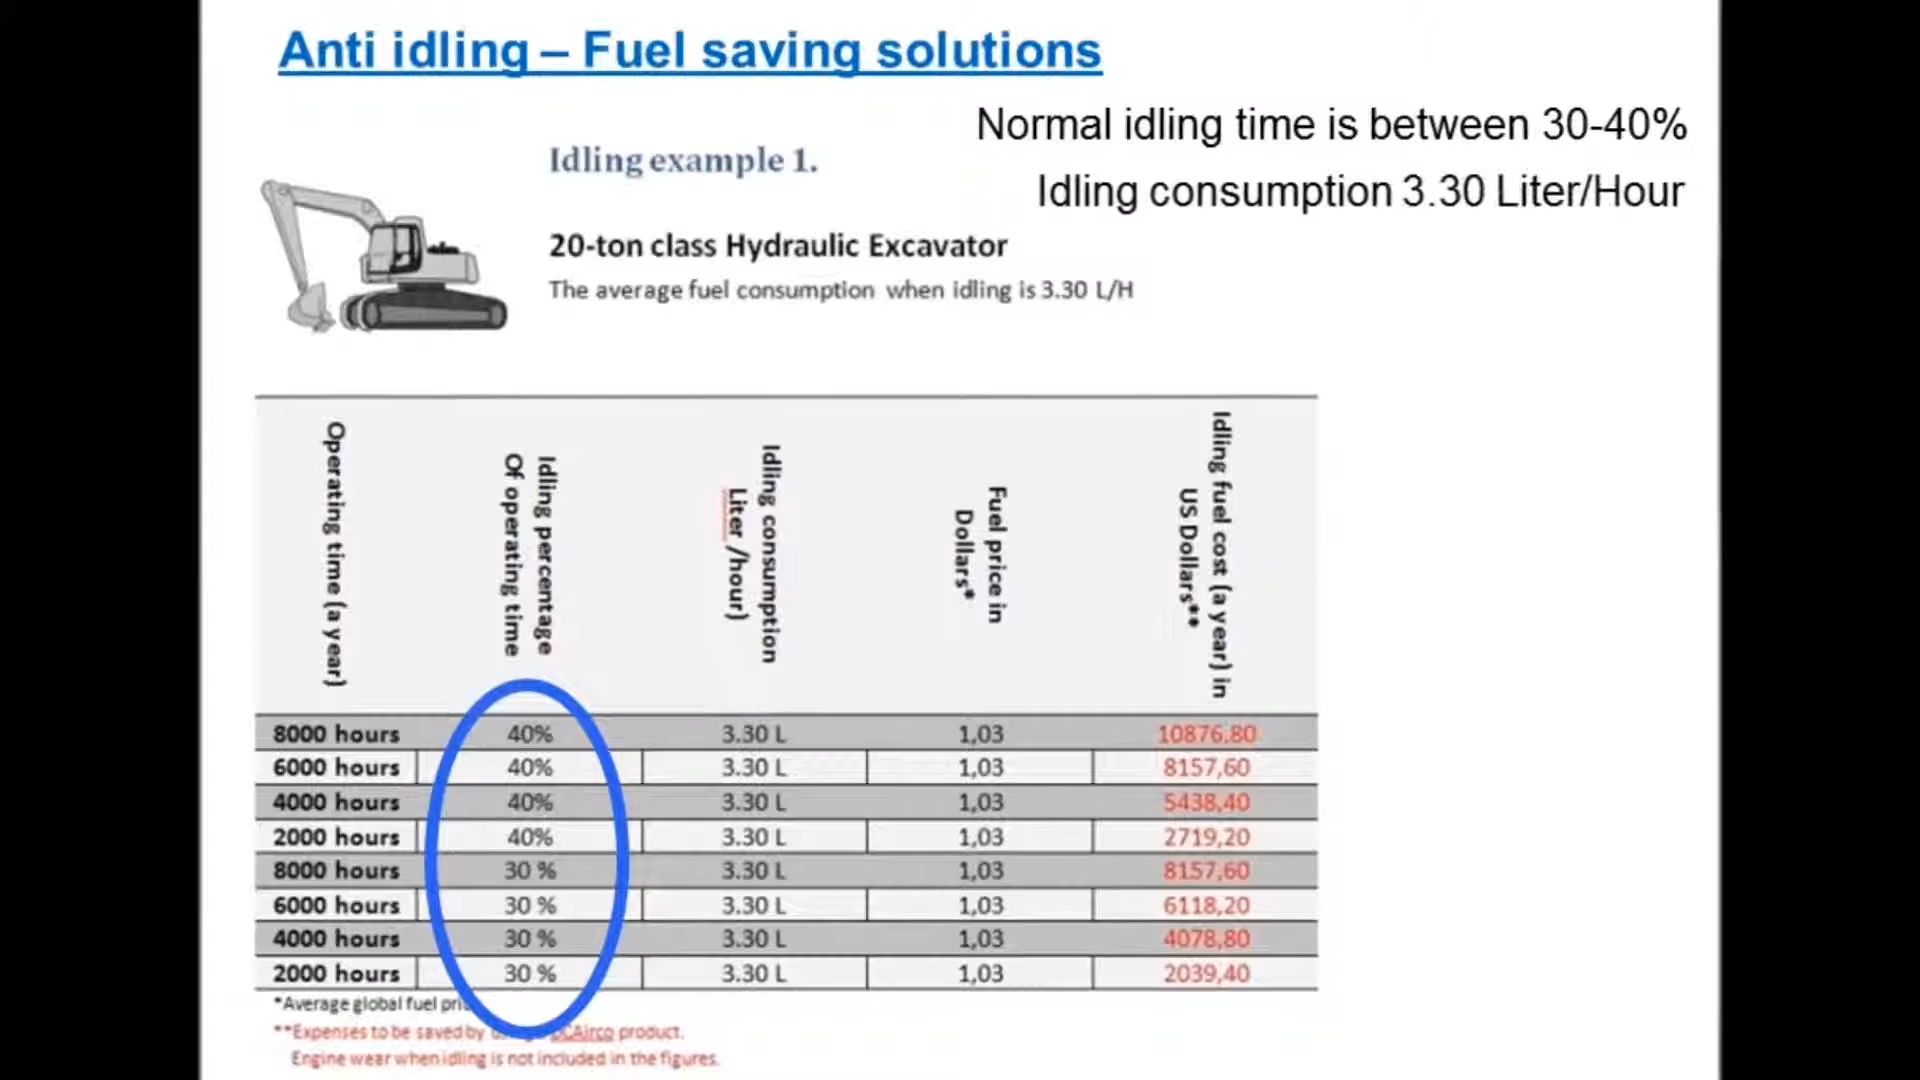 Anti idling – Fuel saving solutions
Normal idling time is between 30-40%
Idling example 1.
Idling consumption 3.30 Liter/Hour
20-ton class Hydraulic Excavator
The average fuel consumption when idling is 3.30 L/H
Operating time (a year)
Idling percentage
Of operating time
Idling consumption
Liter /hour)
Fuel price in
Dollars*
Idling fuel cost (a year) in
US Dollars**
8000 hours 40% 3.30 L 1,03 10876,80
6000 hours 40% 3.30 L 1,03 8157,60
4000 hours 40% 3.30 L 1,03 5438,40
2000 hours 40% 3.30 L 1,03 2719,20
8000 hours 30 % 3.30 L 1,03 8157,60
6000 hours 30 % 3.30 L 1,03 6118,20
4000 hours 30 % 3.30 L 1,03 4078,80
2000 hours 30 % 3.30 L 1,03 2039,40
*Average global fuel
**Expenses to be saved by product.
Engine wear when idling is not included in the figures.